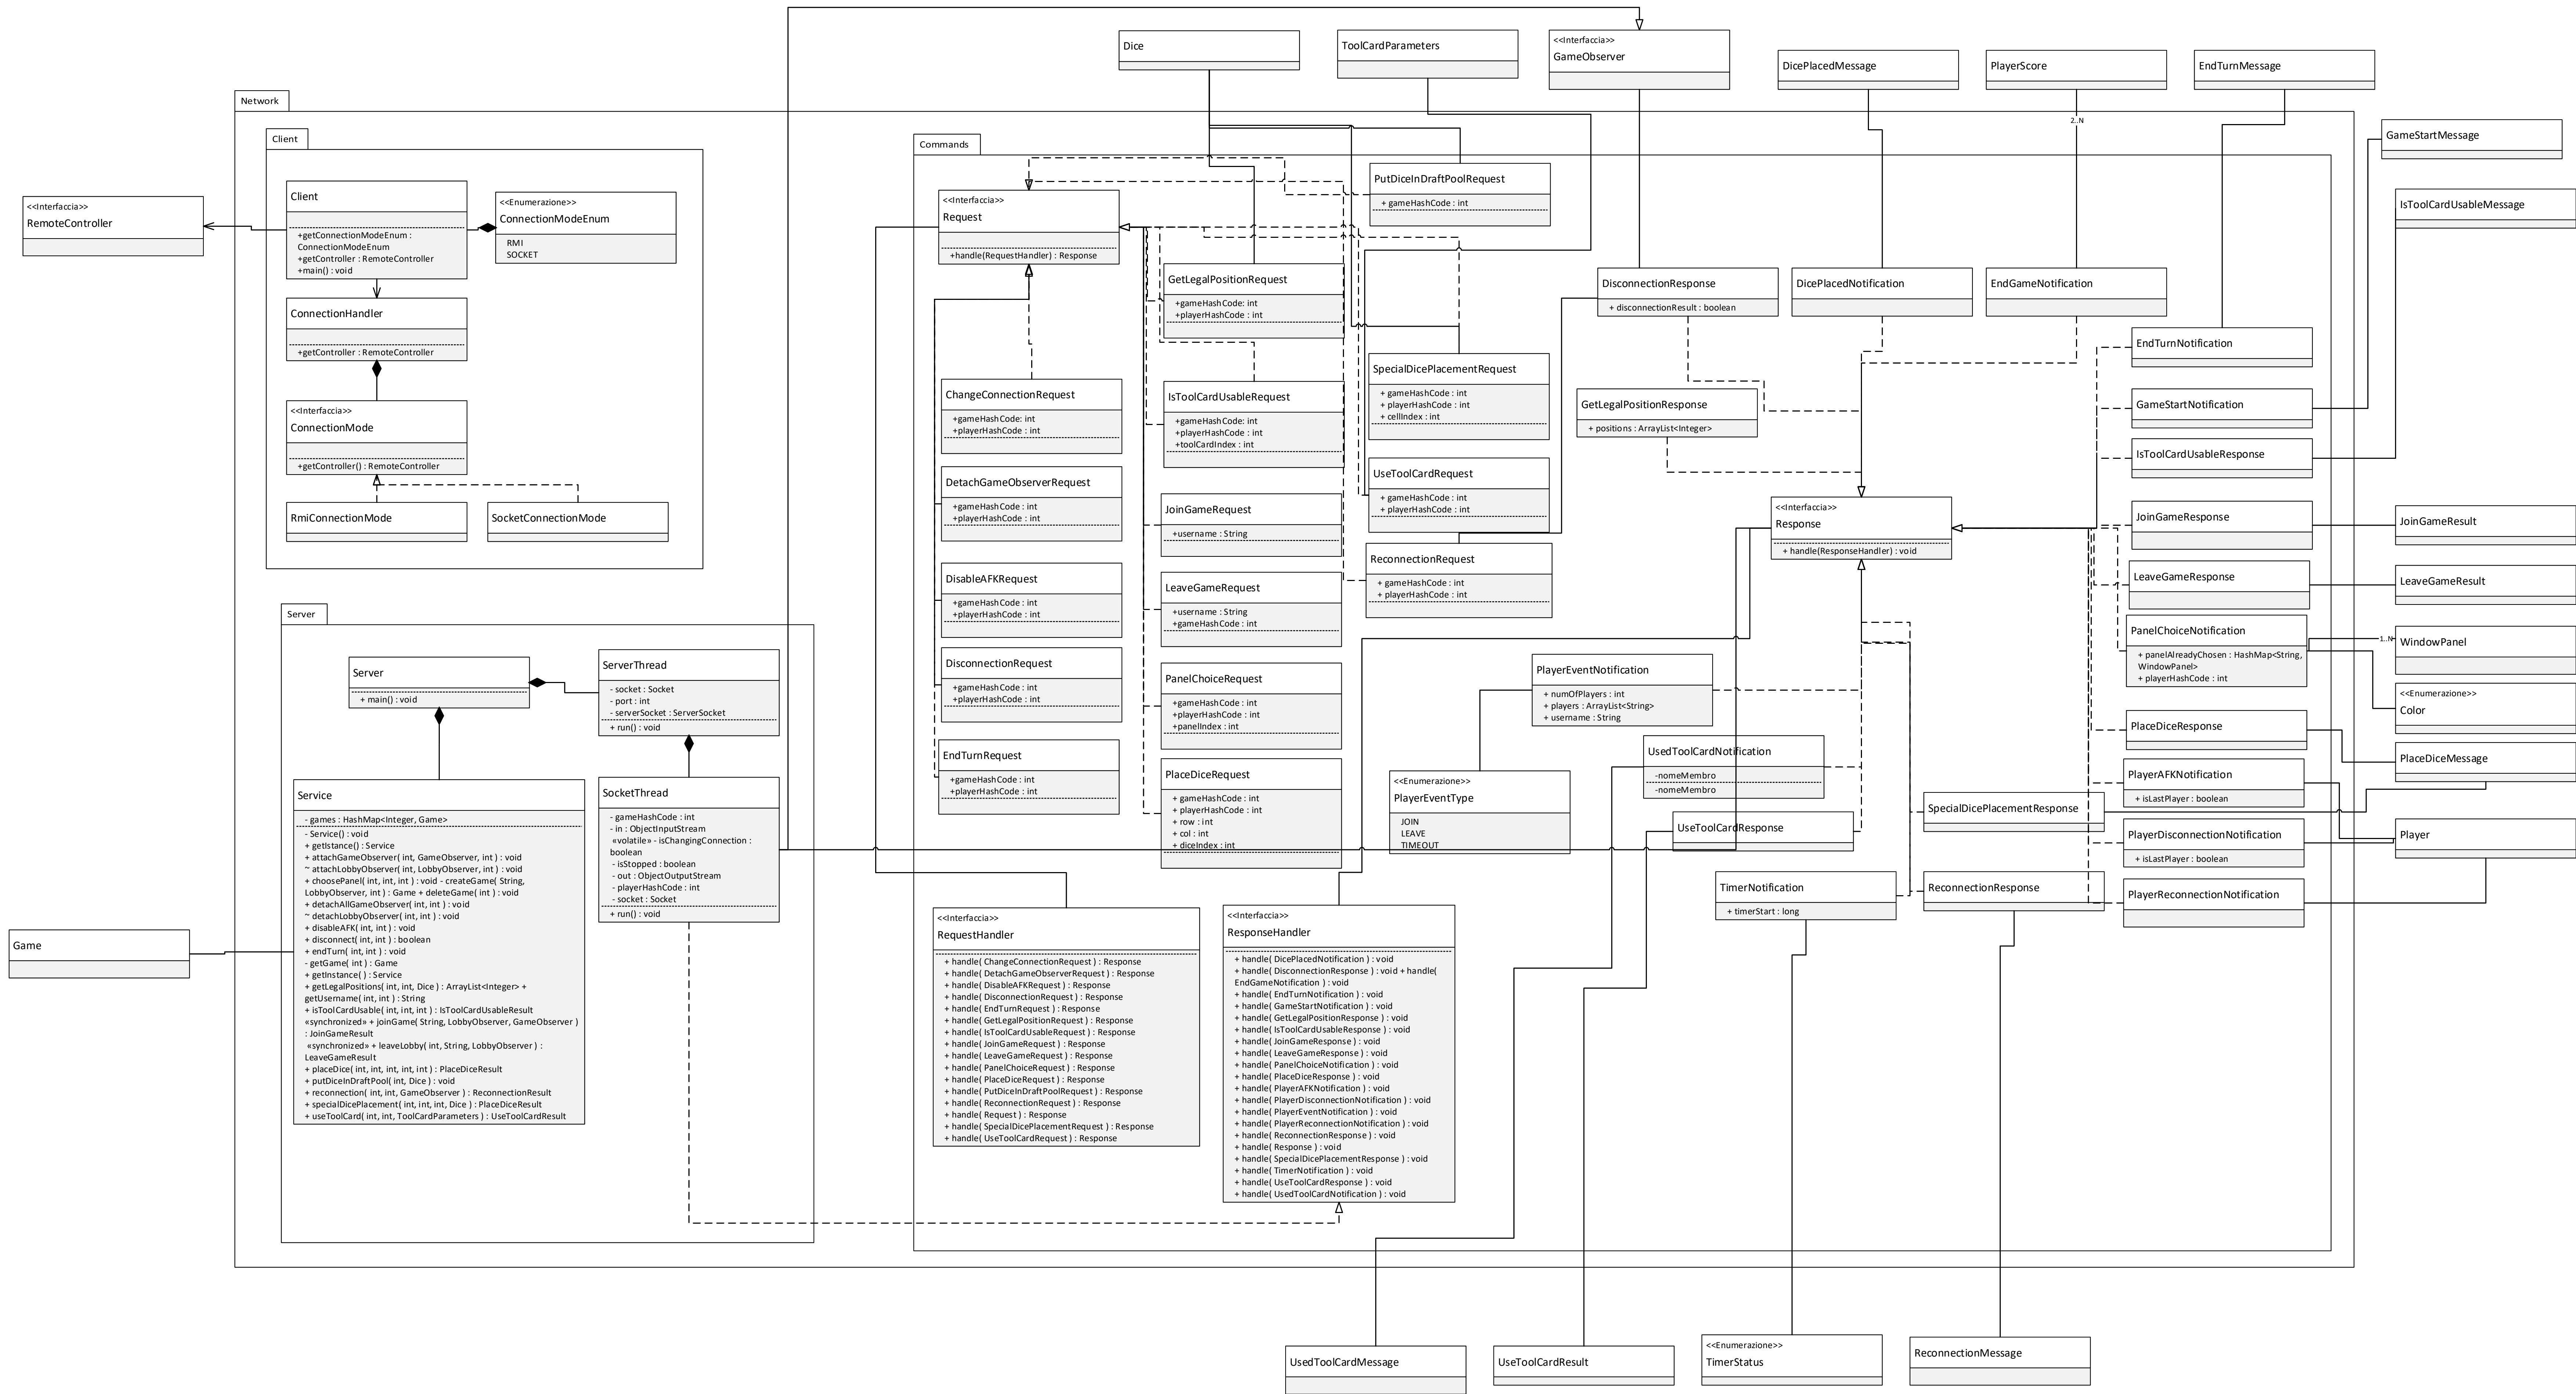 Dice
ToolCardParameters
<<Interfaccia>>
GameObserver
DicePlacedMessage
PlayerScore
EndTurnMessage
2..N
GameStartMessage
IsToolCardUsableMessage
Network
Client
<<Interfaccia>>
RemoteController
Client
+getConnectionModeEnum :
ConnectionModeEnum
+getController : RemoteController
+main() : void
<<Enumerazione>>
ConnectionModeEnum
RMI
SOCKET
ConnectionHandler
+getController : RemoteController
<<Interfaccia>>
ConnectionMode
+getController() : RemoteController
RmiConnectionMode
SocketConnectionMode
Server
Server
+ main() : void
ServerThread
- socket : Socket
- port : int
- serverSocket : ServerSocket
+ run() : void
Service
- games : HashMap<Integer, Game>
- Service() : void
+ getIstance() : Service
+ attachGameObserver( int, GameObserver, int ) : void
~ attachLobbyObserver( int, LobbyObserver, int ) : void
+ choosePanel( int, int, int ) : void - createGame( String,
LobbyObserver, int ) : Game + deleteGame( int ) : void
+ detachAllGameObserver( int, int ) : void
~ detachLobbyObserver( int, int ) : void
+ disableAFK( int, int ) : void
+ disconnect( int, int ) : boolean
+ endTurn( int, int ) : void
- getGame( int ) : Game
+ getInstance( ) : Service
+ getLegalPositions( int, int, Dice ) : ArrayList<Integer> +
getUsername( int, int ) : String
+ isToolCardUsable( int, int, int ) : IsToolCardUsableResult
«synchronized» + joinGame( String, LobbyObserver, GameObserver )
: JoinGameResult
«synchronized» + leaveLobby( int, String, LobbyObserver ) :
LeaveGameResult
+ placeDice( int, int, int, int, int ) : PlaceDiceResult
+ putDiceInDraftPool( int, Dice ) : void
+ reconnection( int, int, GameObserver ) : ReconnectionResult
+ specialDicePlacement( int, int, int, Dice ) : PlaceDiceResult
+ useToolCard( int, int, ToolCardParameters ) : UseToolCardResult
SocketThread
- gameHashCode : int
- in : ObjectInputStream
«volatile» - isChangingConnection :
boolean
- isStopped : boolean
- out : ObjectOutputStream
- playerHashCode : int
- socket : Socket
+ run() : void
Game
Commands
<<Interfaccia>>
Request
+handle(RequestHandler) : Response
PutDiceInDraftPoolRequest
+ gameHashCode : int
GetLegalPositionRequest
+gameHashCode: int
+playerHashCode : int
ChangeConnectionRequest
+gameHashCode: int
+playerHashCode : int
IsToolCardUsableRequest
+gameHashCode: int
+playerHashCode : int
+toolCardIndex : int
SpecialDicePlacementRequest
+ gameHashCode : int
+ playerHashCode : int
+ cellIndex : int
DetachGameObserverRequest
+gameHashCode : int
+playerHashCode : int
JoinGameRequest
+username : String
UseToolCardRequest
+ gameHashCode : int
+ playerHashCode : int
DisableAFKRequest
+gameHashCode : int
+playerHashCode : int
LeaveGameRequest
+username : String
+gameHashCode : int
ReconnectionRequest
+ gameHashCode : int
+ playerHashCode : int
DisconnectionRequest
+gameHashCode : int
+playerHashCode : int
PanelChoiceRequest
+gameHashCode : int
+playerHashCode : int
+panelIndex : int
EndTurnRequest
+gameHashCode : int
+playerHashCode : int
PlaceDiceRequest
+ gameHashCode : int
+ playerHashCode : int
+ row : int
+ col : int
+ diceIndex : int
DisconnectionResponse
+ disconnectionResult : boolean
DicePlacedNotification
EndGameNotification
GetLegalPositionResponse
+ positions : ArrayList<Integer>
<<Interfaccia>>
Response
+ handle(ResponseHandler) : void
EndTurnNotification
GameStartNotification
IsToolCardUsableResponse
JoinGameResponse
LeaveGameResponse
PanelChoiceNotification
+ panelAlreadyChosen : HashMap<String,
WindowPanel>
+ playerHashCode : int
PlaceDiceResponse
PlayerAFKNotification
+ isLastPlayer : boolean
PlayerDisconnectionNotification
+ isLastPlayer : boolean
PlayerReconnectionNotification
JoinGameResult
LeaveGameResult
1..N
WindowPanel
<<Enumerazione>>
Color
PlaceDiceMessage
Player
PlayerEventNotification
+ numOfPlayers : int
+ players : ArrayList<String>
+ username : String
UsedToolCardNotification
-nomeMembro
-nomeMembro
<<Enumerazione>>
PlayerEventType
JOIN
LEAVE
TIMEOUT
UseToolCardResponse
SpecialDicePlacementResponse
TimerNotification
+ timerStart : long
ReconnectionResponse
<<Interfaccia>>
RequestHandler
+ handle( ChangeConnectionRequest ) : Response
+ handle( DetachGameObserverRequest ) : Response
+ handle( DisableAFKRequest ) : Response
+ handle( DisconnectionRequest ) : Response
+ handle( EndTurnRequest ) : Response
+ handle( GetLegalPositionRequest ) : Response
+ handle( IsToolCardUsableRequest ) : Response
+ handle( JoinGameRequest ) : Response
+ handle( LeaveGameRequest ) : Response
+ handle( PanelChoiceRequest ) : Response
+ handle( PlaceDiceRequest ) : Response
+ handle( PutDiceInDraftPoolRequest ) : Response
+ handle( ReconnectionRequest ) : Response
+ handle( Request ) : Response
+ handle( SpecialDicePlacementRequest ) : Response
+ handle( UseToolCardRequest ) : Response
<<Interfaccia>>
ResponseHandler
+ handle( DicePlacedNotification ) : void
+ handle( DisconnectionResponse ) : void + handle(
EndGameNotification ) : void
+ handle( EndTurnNotification ) : void
+ handle( GameStartNotification ) : void
+ handle( GetLegalPositionResponse ) : void
+ handle( IsToolCardUsableResponse ) : void
+ handle( JoinGameResponse ) : void
+ handle( LeaveGameResponse ) : void
+ handle( PanelChoiceNotification ) : void
+ handle( PlaceDiceResponse ) : void
+ handle( PlayerAFKNotification ) : void
+ handle( PlayerDisconnectionNotification ) : void
+ handle( PlayerEventNotification ) : void
+ handle( PlayerReconnectionNotification ) : void
+ handle( ReconnectionResponse ) : void
+ handle( Response ) : void
+ handle( SpecialDicePlacementResponse ) : void
+ handle( TimerNotification ) : void
+ handle( UseToolCardResponse ) : void
+ handle( UsedToolCardNotification ) : void
UsedToolCardMessage
UseToolCardResult
<<Enumerazione>>
TimerStatus
ReconnectionMessage